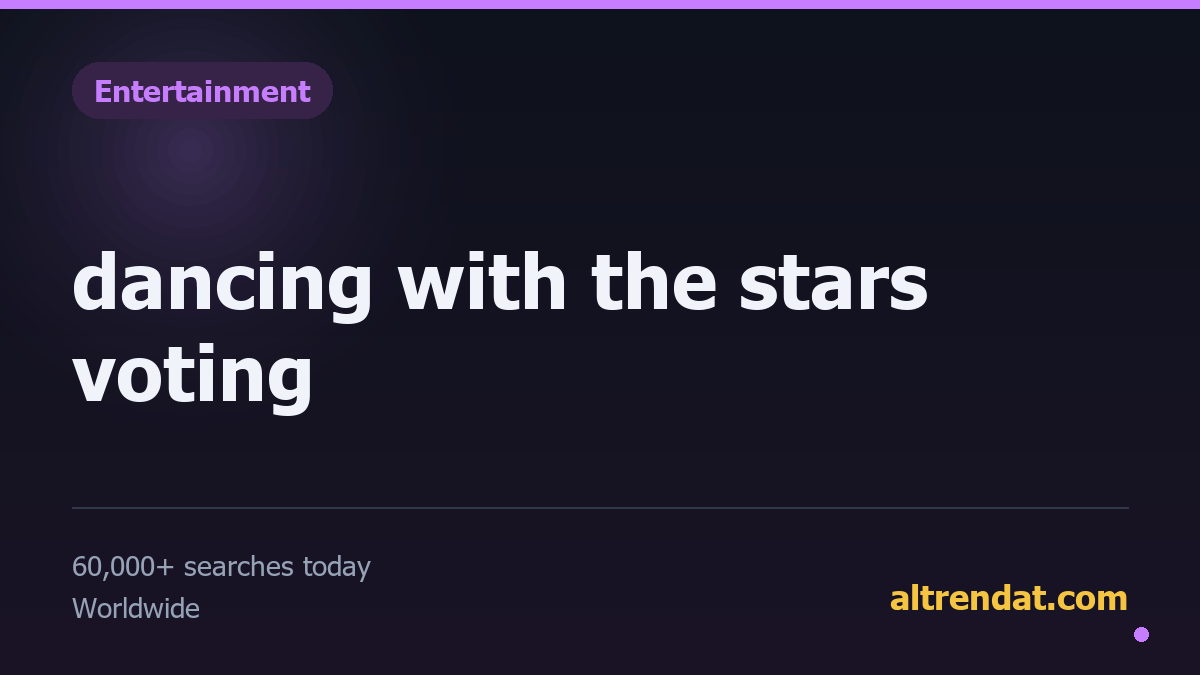 Entertainment
dancing with the stars
voting
60,000+ searches today
Worldwide
altrendat.com